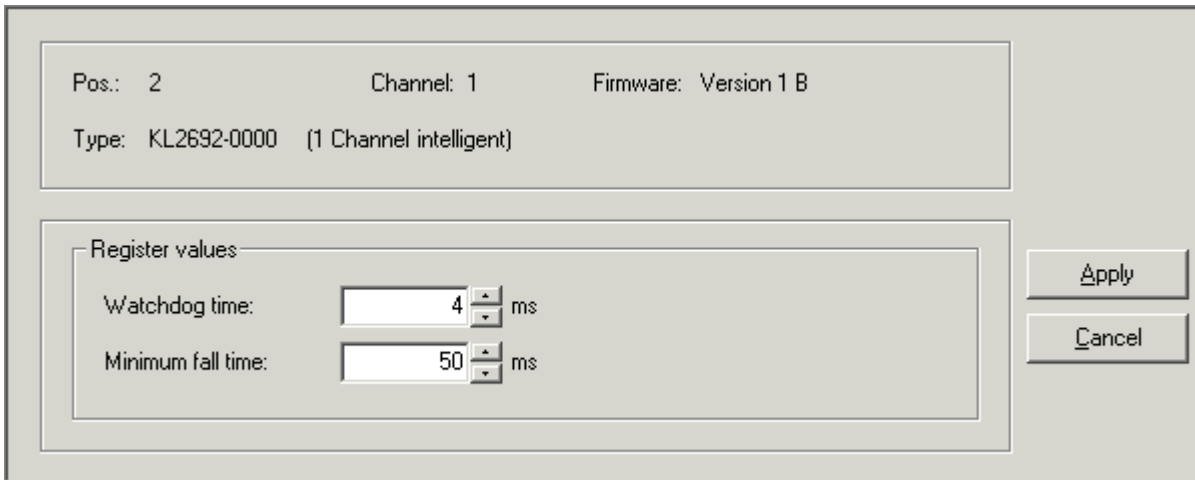 Pos.: 2 Channel: 1 Firmware: Version 1 B
Type: KL2692-0000 (1 Channel intelligent)
Register values
Watchdog time: 4 ms
Minimum fall time: 50 ms
Apply
Cancel